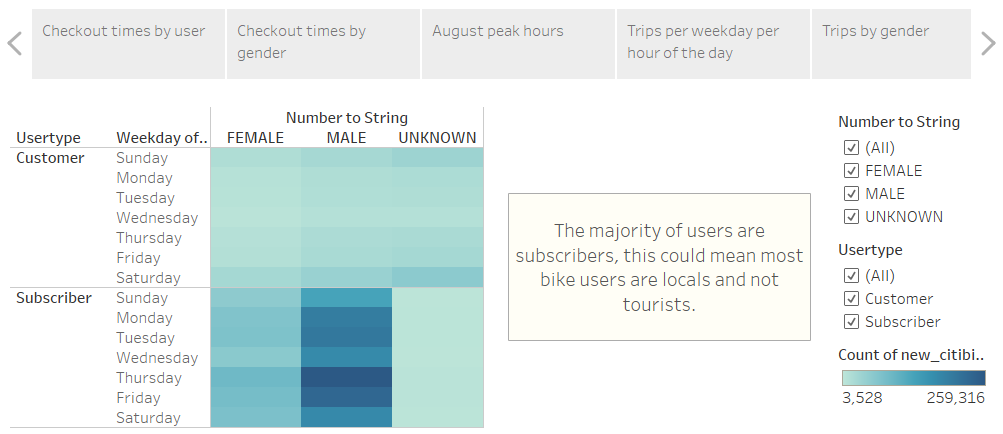 Checkout times by user
Checkout times by
gender
August peak hours
Trips per weekday per
hour of the day
Trips by gender
Number to String
Usertype Weekday of.. FEMALE MALE UNKNOWN
Customer Sunday
Monday
Tuesday
Wednesday
Thursday
Friday
Saturday
Subscriber Sunday
Monday
Tuesday
Wednesday
Thursday
Friday
Saturday
The majority of users are
subscribers, this could mean most
bike users are locals and not
tourists.
Number to String
(All)
FEMALE
MALE
UNKNOWN
Usertype
(All)
Customer
Subscriber
Count of new_citibi..
3,528 259,316